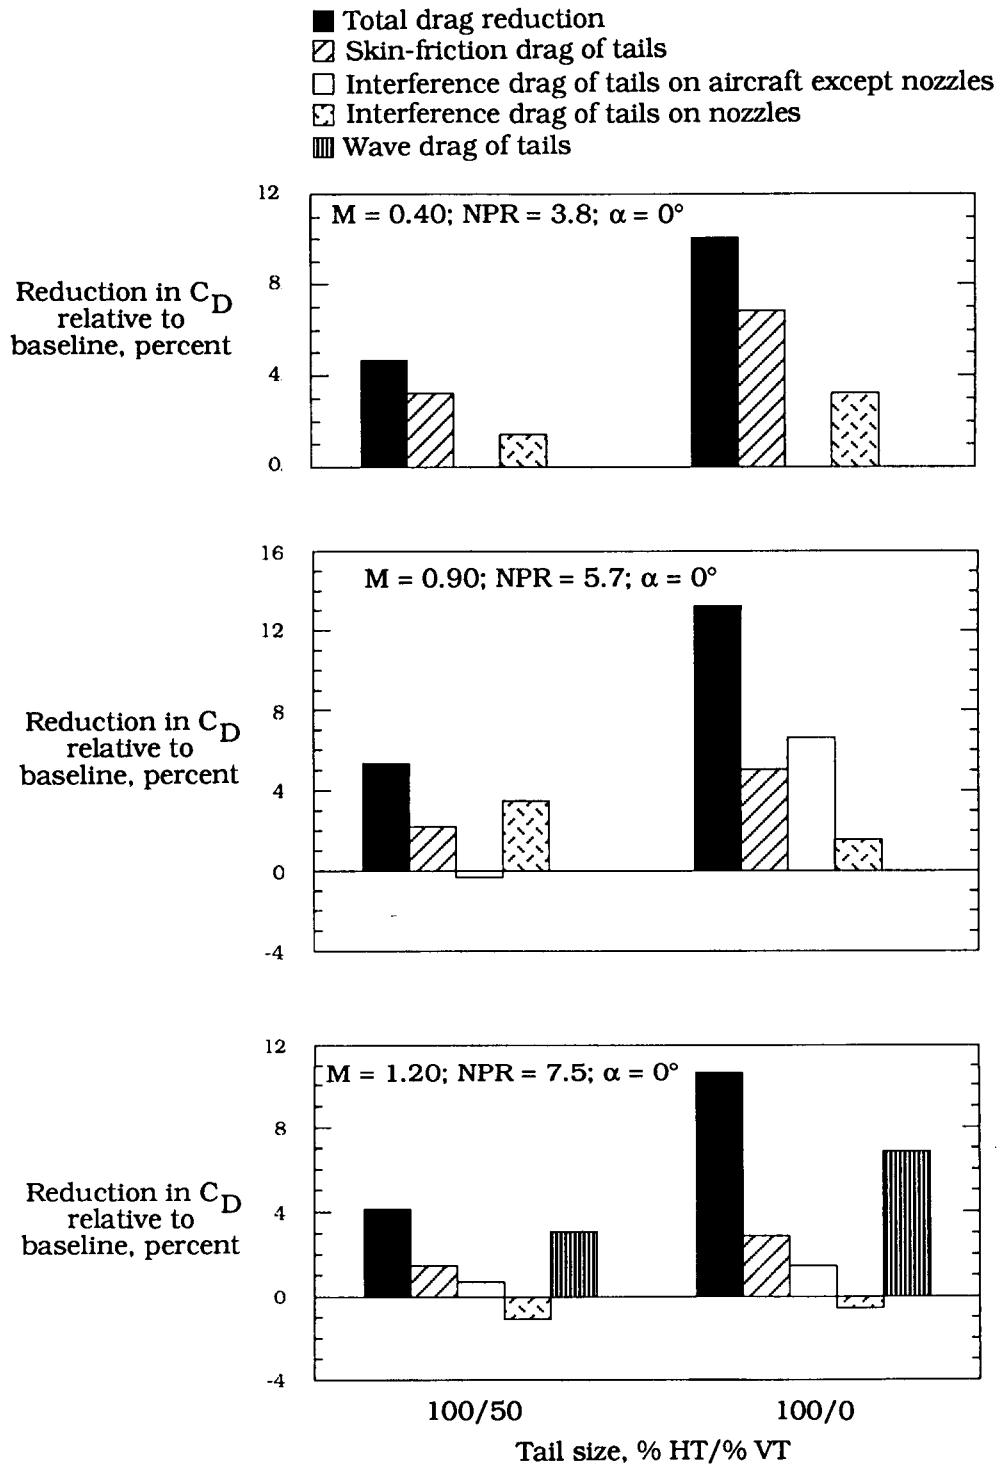 Total drag reduction
Skin-friction drag of tails
Interference drag of tails on aircraft except nozzles
Interference drag of tails on nozzles
Wave drag of tails
12
M = 0.40; NPR = 3.8; α = 0°
8
Reduction in CD
relative to
baseline, percent
4
0
16
M = 0.90; NPR = 5.7; α = 0°
12
8
Reduction in CD
relative to
baseline, percent
4
0
-4
12
M = 1.20; NPR = 7.5; α = 0°
8
Reduction in CD
relative to
baseline, percent
4
0
-4
100/50 100/0
Tail size, % HT/% VT